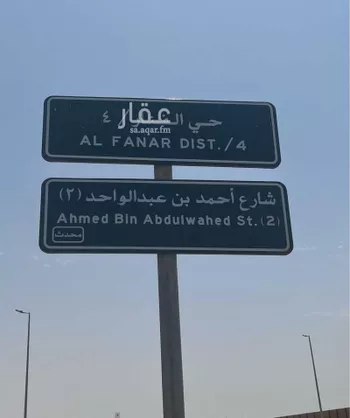 حي ٤
عقار
sa.aqar.fm
AL FANAR DIST./4
شارع أحمد بن عبدالواحد (٢)
Ahmed Bin Abdulwahed St.(2)
محدث